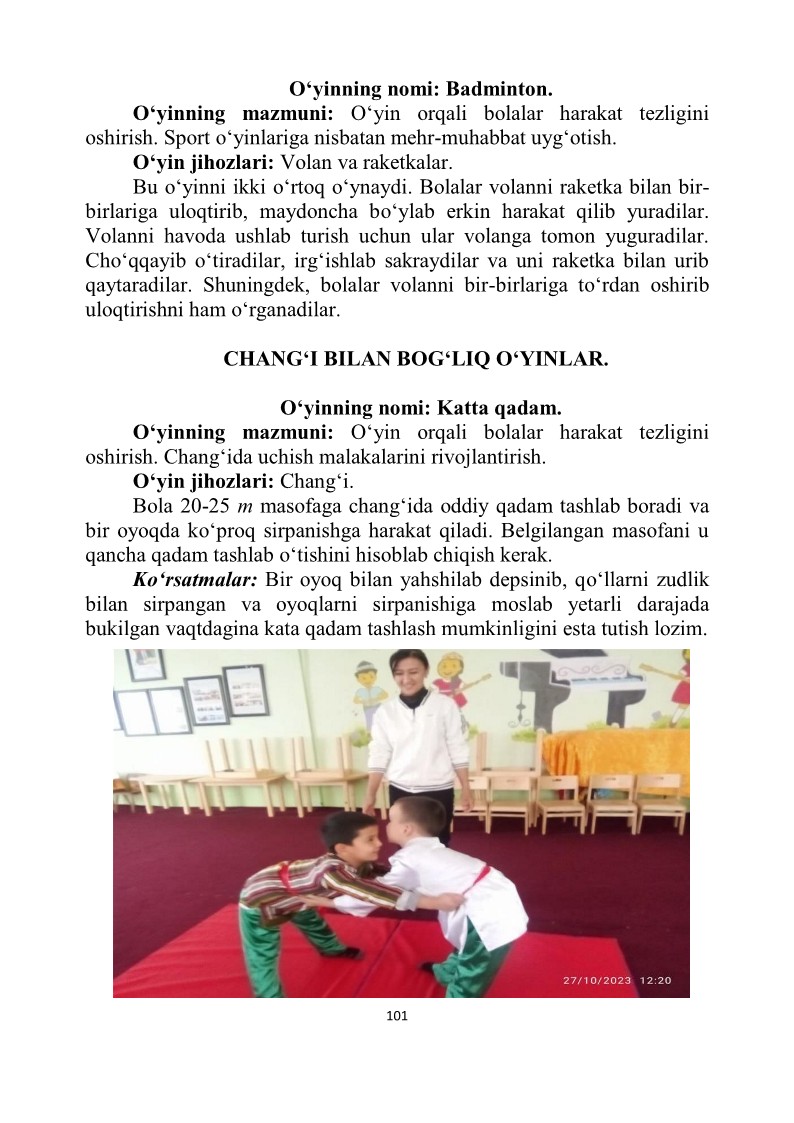 O‘yinning nomi: Badminton.
O‘yinning mazmuni: O‘yin orqali bolalar harakat tezligini
oshirish. Sport o‘yinlariga nisbatan mehr-muhabbat uyg‘otish.
O‘yin jihozlari: Volan va raketkalar.
Bu o‘yinni ikki o‘rtoq o‘ynaydi. Bolalar volanni raketka bilan bir-
birlariga uloqtirib, maydoncha bo‘ylab erkin harakat qilib yuradilar.
Volanni havoda ushlab turish uchun ular volanga tomon yuguradilar.
Cho‘qqayib o‘tiradilar, irg‘ishlab sakraydilar va uni raketka bilan urib
qaytaradilar. Shuningdek, bolalar volanni bir-birlariga to‘rdan oshirib
uloqtirishni ham o‘rganadilar.
CHANG‘I BILAN BOG‘LIQ O‘YINLAR.
O‘yinning nomi: Katta qadam.
O‘yinning mazmuni: O‘yin orqali bolalar harakat tezligini
oshirish. Chang‘ida uchish malakalarini rivojlantirish.
O‘yin jihozlari: Chang‘i.
Bola 20-25 m masofaga chang‘ida oddiy qadam tashlab boradi va
bir oyoqda ko‘proq sirpanishga harakat qiladi. Belgilangan masofani u
qancha qadam tashlab o‘tishini hisoblab chiqish kerak.
Ko‘rsatmalar: Bir oyoq bilan yahshilab depsinib, qo‘llarni zudlik
bilan sirpangan va oyoqlarni sirpanishiga moslab yetarli darajada
bukilgan vaqtdagina kata qadam tashlash mumkinligini esta tutish lozim.
27/10/2023 12:20
101